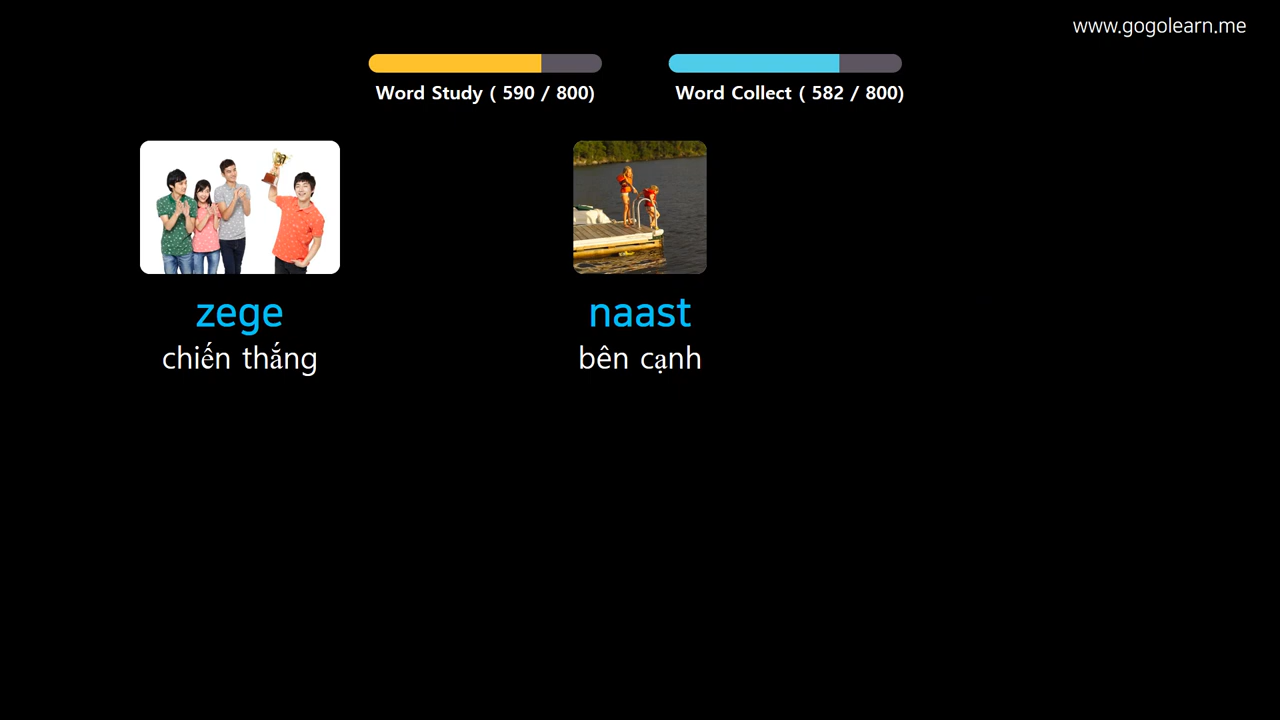 www.gogolearn.me
Word Study ( 590 / 800)
Word Collect ( 582 / 800)
zege
chiến thắng
naast
bên cạnh